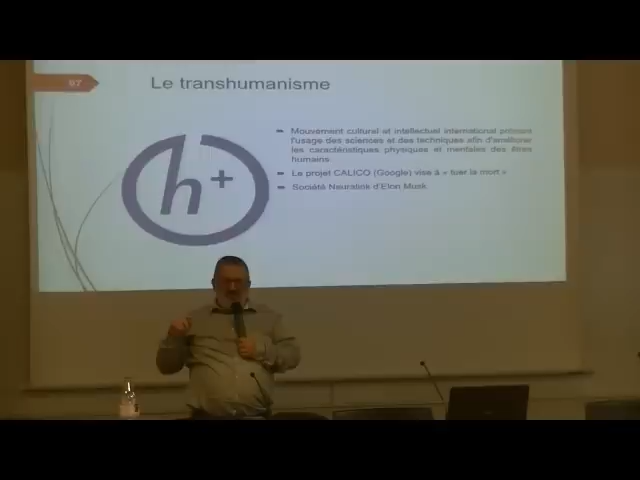 67
Le transhumanisme
h+
Mouvement culturel et intellectuel international prônant
l'usage des sciences et des techniques afin d'améliorer
les caractéristiques physiques et mentales des êtres
humains
Le projet CALICO (Google) vise à « tuer la mort »
Société Neuralink d'Elon Musk